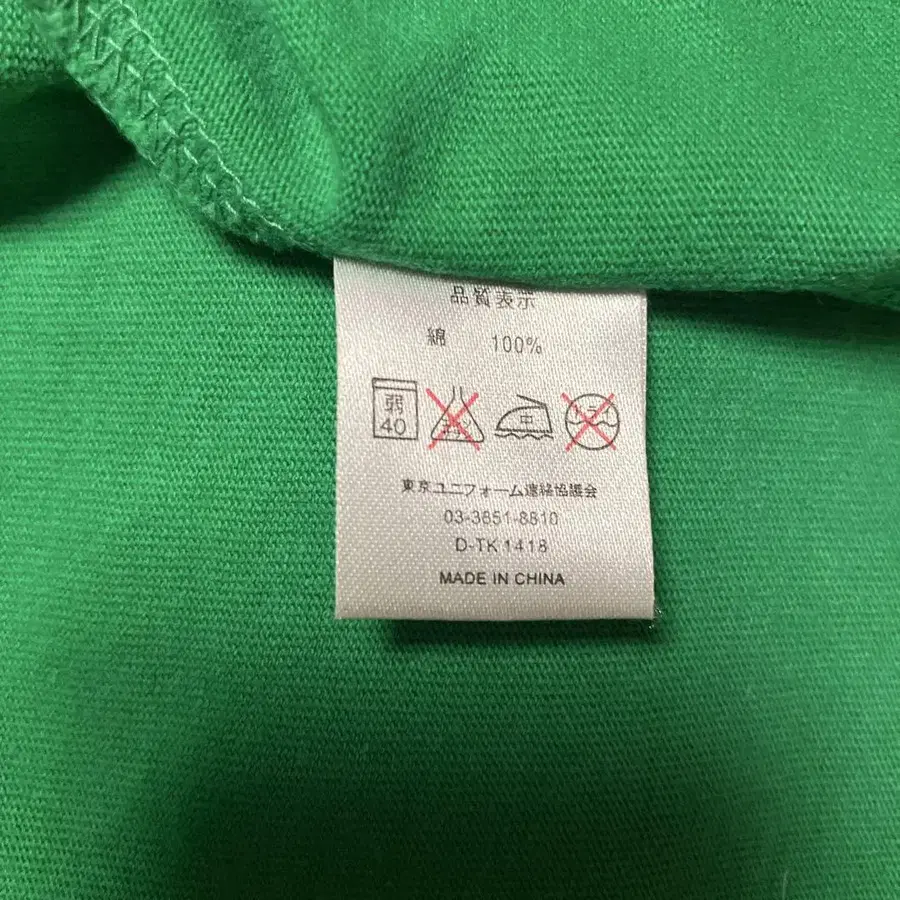 品質表示
綿 100%
弱 中
40
東京ユニフォーム連絡協議会
03-3651-8810
D-TK 1418
MADE IN CHINA